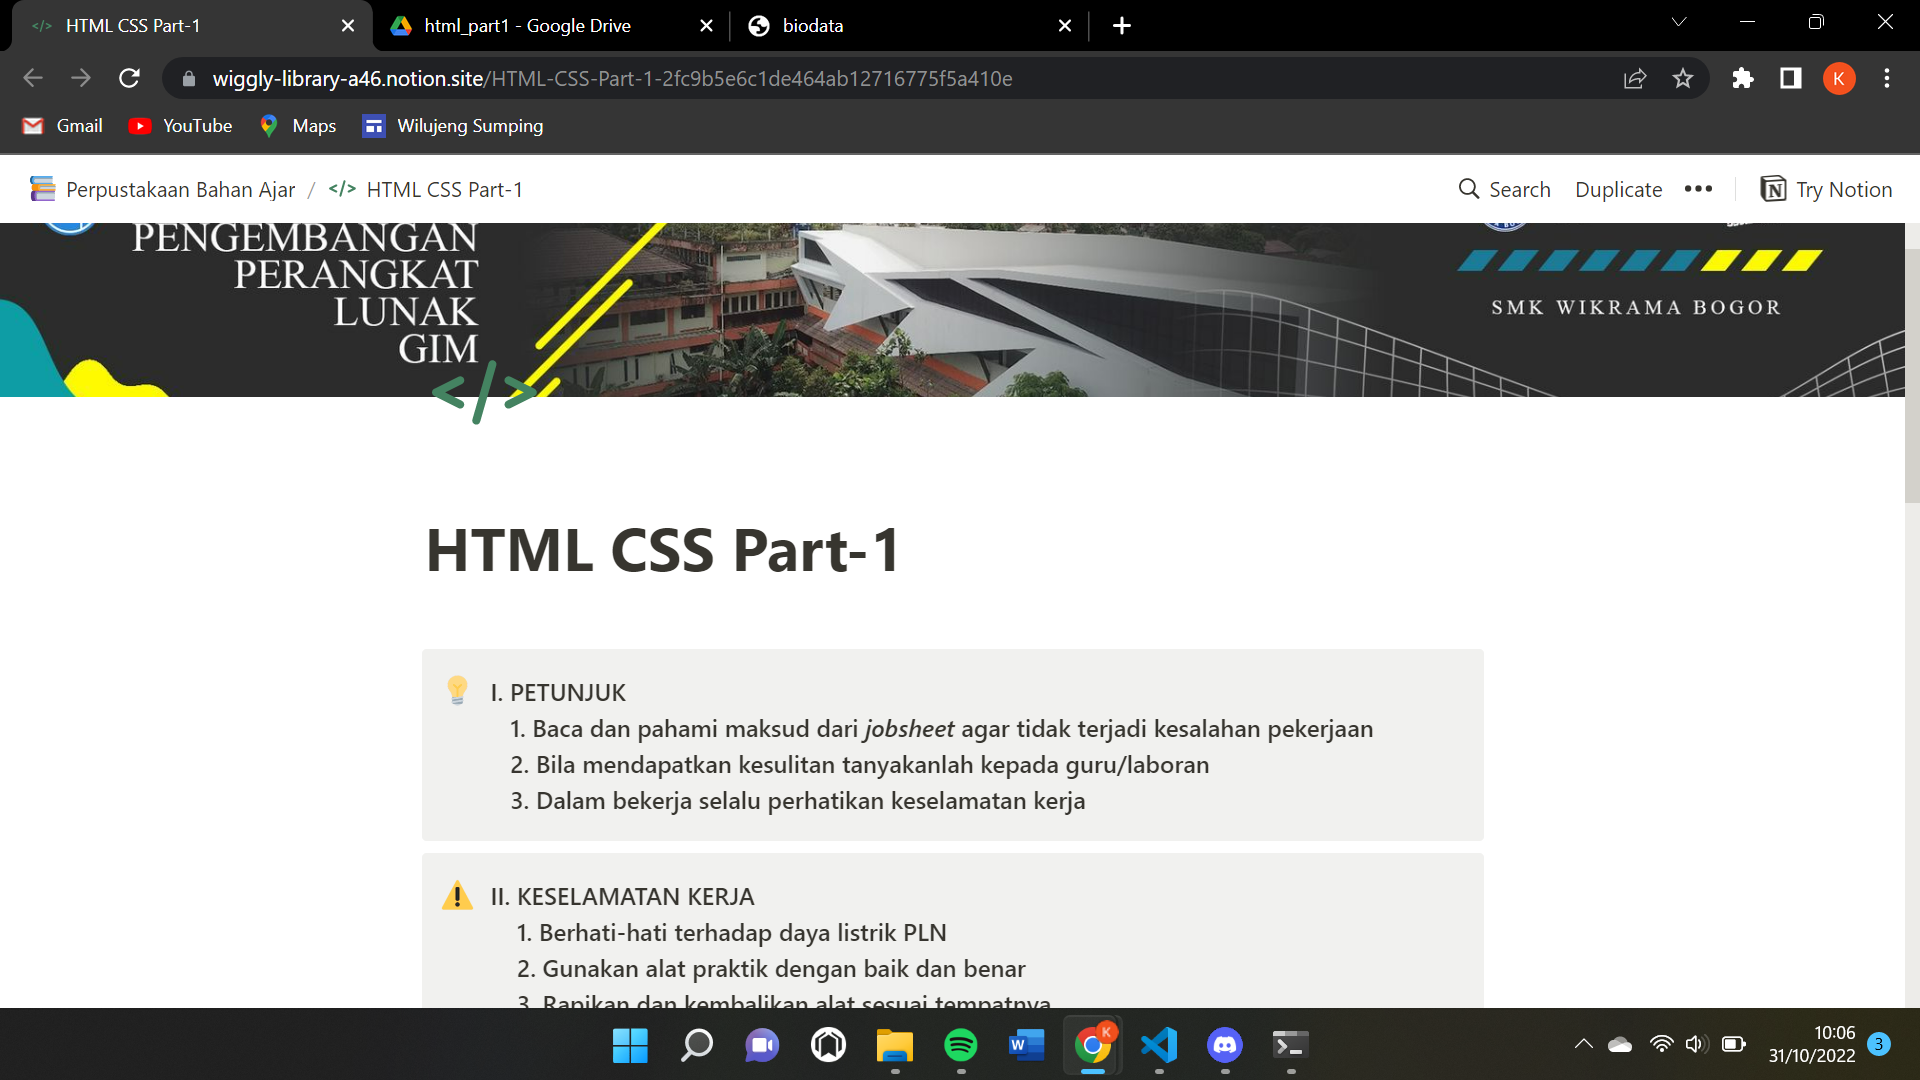 HTML CSS Part-1
html_part1 - Google Drive
biodata
wiggly-library-a46.notion.site/HTML-CSS-Part-1-2fc9b5e6c1de464ab12716775f5a410e
K
Gmail
YouTube
Maps
Wilujeng Sumping
Perpustakaan Bahan Ajar / </> HTML CSS Part-1
Search
Duplicate
Try Notion
PENGEMBANGAN
PERANGKAT
LUNAK
GIM
</>
SMK WIKRAMA BOGOR
HTML CSS Part-1
I. PETUNJUK
1. Baca dan pahami maksud dari jobsheet agar tidak terjadi kesalahan pekerjaan
2. Bila mendapatkan kesulitan tanyakanlah kepada guru/laboran
3. Dalam bekerja selalu perhatikan keselamatan kerja
II. KESELAMATAN KERJA
1. Berhati-hati terhadap daya listrik PLN
2. Gunakan alat praktik dengan baik dan benar
3. Rapikan dan kembalikan alat sesuai tempatnya
10:06
31/10/2022
3